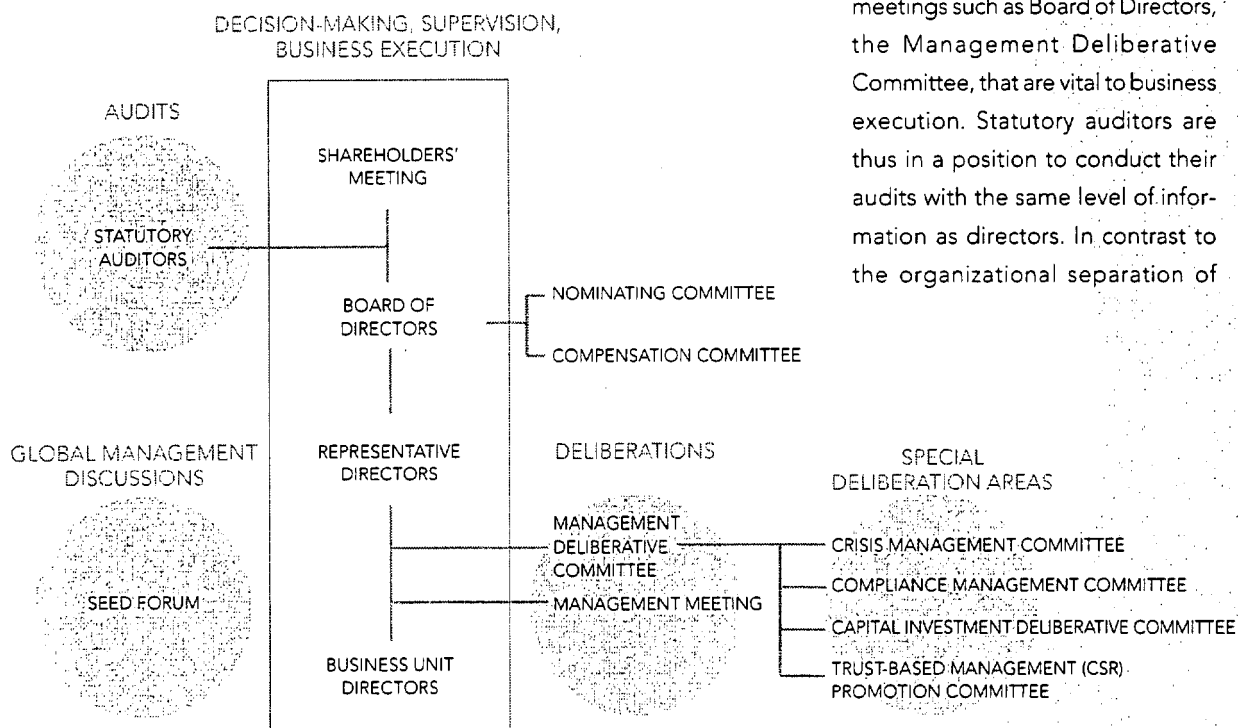 DECISION-MAKING, SUPERVISION,
BUSINESS EXECUTION
AUDITS
STATUTORY
AUDITORS
SHAREHOLDERS'
MEETING
BOARD OF
DIRECTORS
NOMINATING COMMITTEE
COMPENSATION COMMITTEE
GLOBAL MANAGEMENT
DISCUSSIONS
SEED FORUM
REPRESENTATIVE
DIRECTORS
BUSINESS UNIT
DIRECTORS
DELIBERATIONS
MANAGEMENT
DELIBERATIVE
COMMITTEE
MANAGEMENT MEETING
SPECIAL
DELIBERATION AREAS
CRISIS MANAGEMENT COMMITTEE
COMPLIANCE MANAGEMENT COMMITTEE
CAPITAL INVESTMENT DELIBERATIVE COMMITTEE
TRUST-BASED MANAGEMENT (CSR)
PROMOTION COMMITTEE
meetings such as Board of Directors,
the Management Deliberative
Committee, that are vital to business
execution. Statutory auditors are
thus in a position to conduct their
audits with the same level of infor-
mation as directors. In contrast to
the organizational separation of